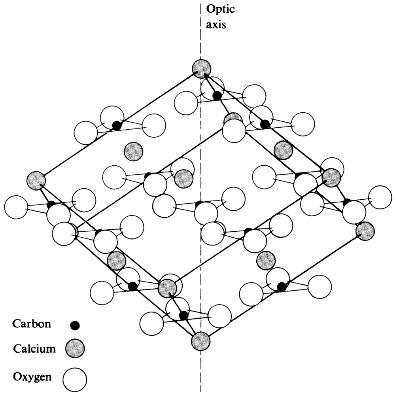 Optic
axis
Carbon
Calcium
Oxygen